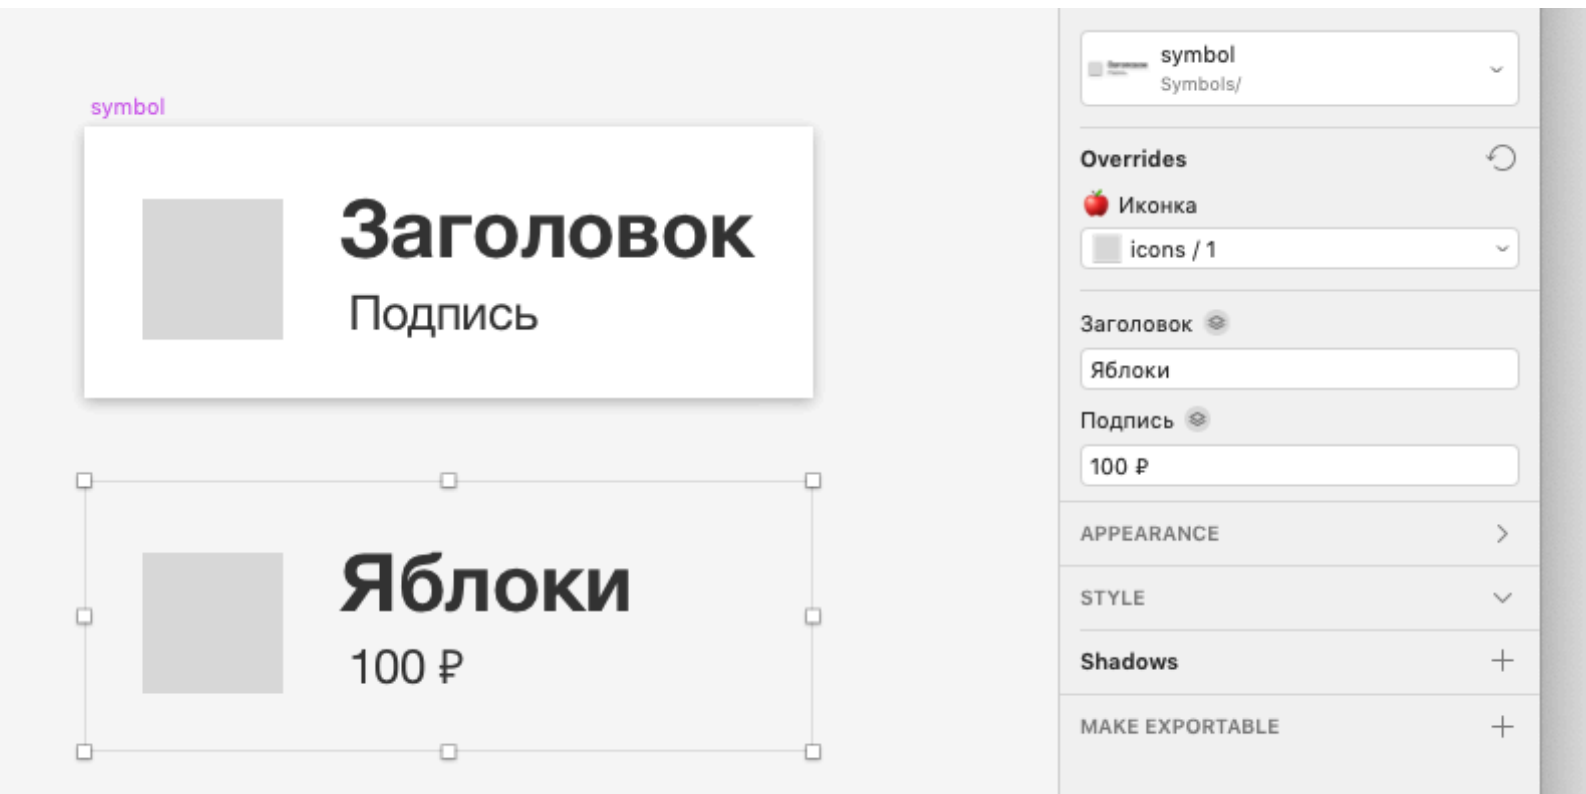 symbol
Заголовок
Подпись
Яблоки
100 ₽
symbol
Symbols/
Overrides
🍎 Иконка
icons / 1
Заголовок
Яблоки
Подпись
100 ₽
APPEARANCE
STYLE
Shadows
MAKE EXPORTABLE